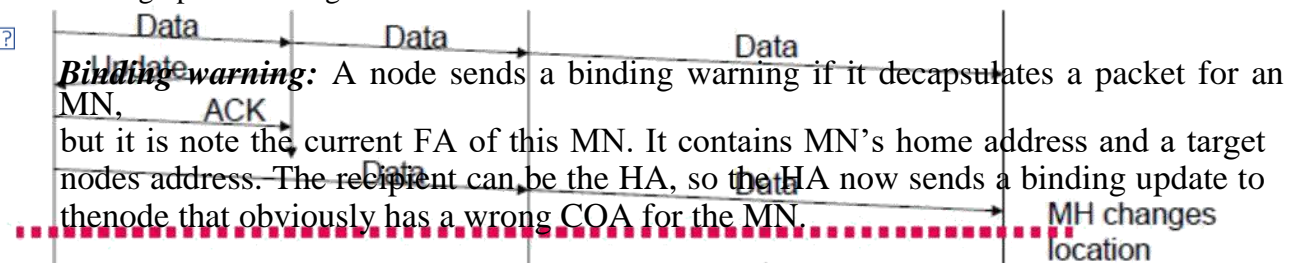 Data
Data
Data
Update
Binding warning: A node sends a binding warning if it decapsulates a packet for an
MN,
ACK
but it is note the current FA of this MN. It contains MN's home address and a target
Data
Data
nodes address. The recipient can be the HA, so the HA now sends a binding update to
thenode that obviously has a wrong COA for the MN.
MH changes
location